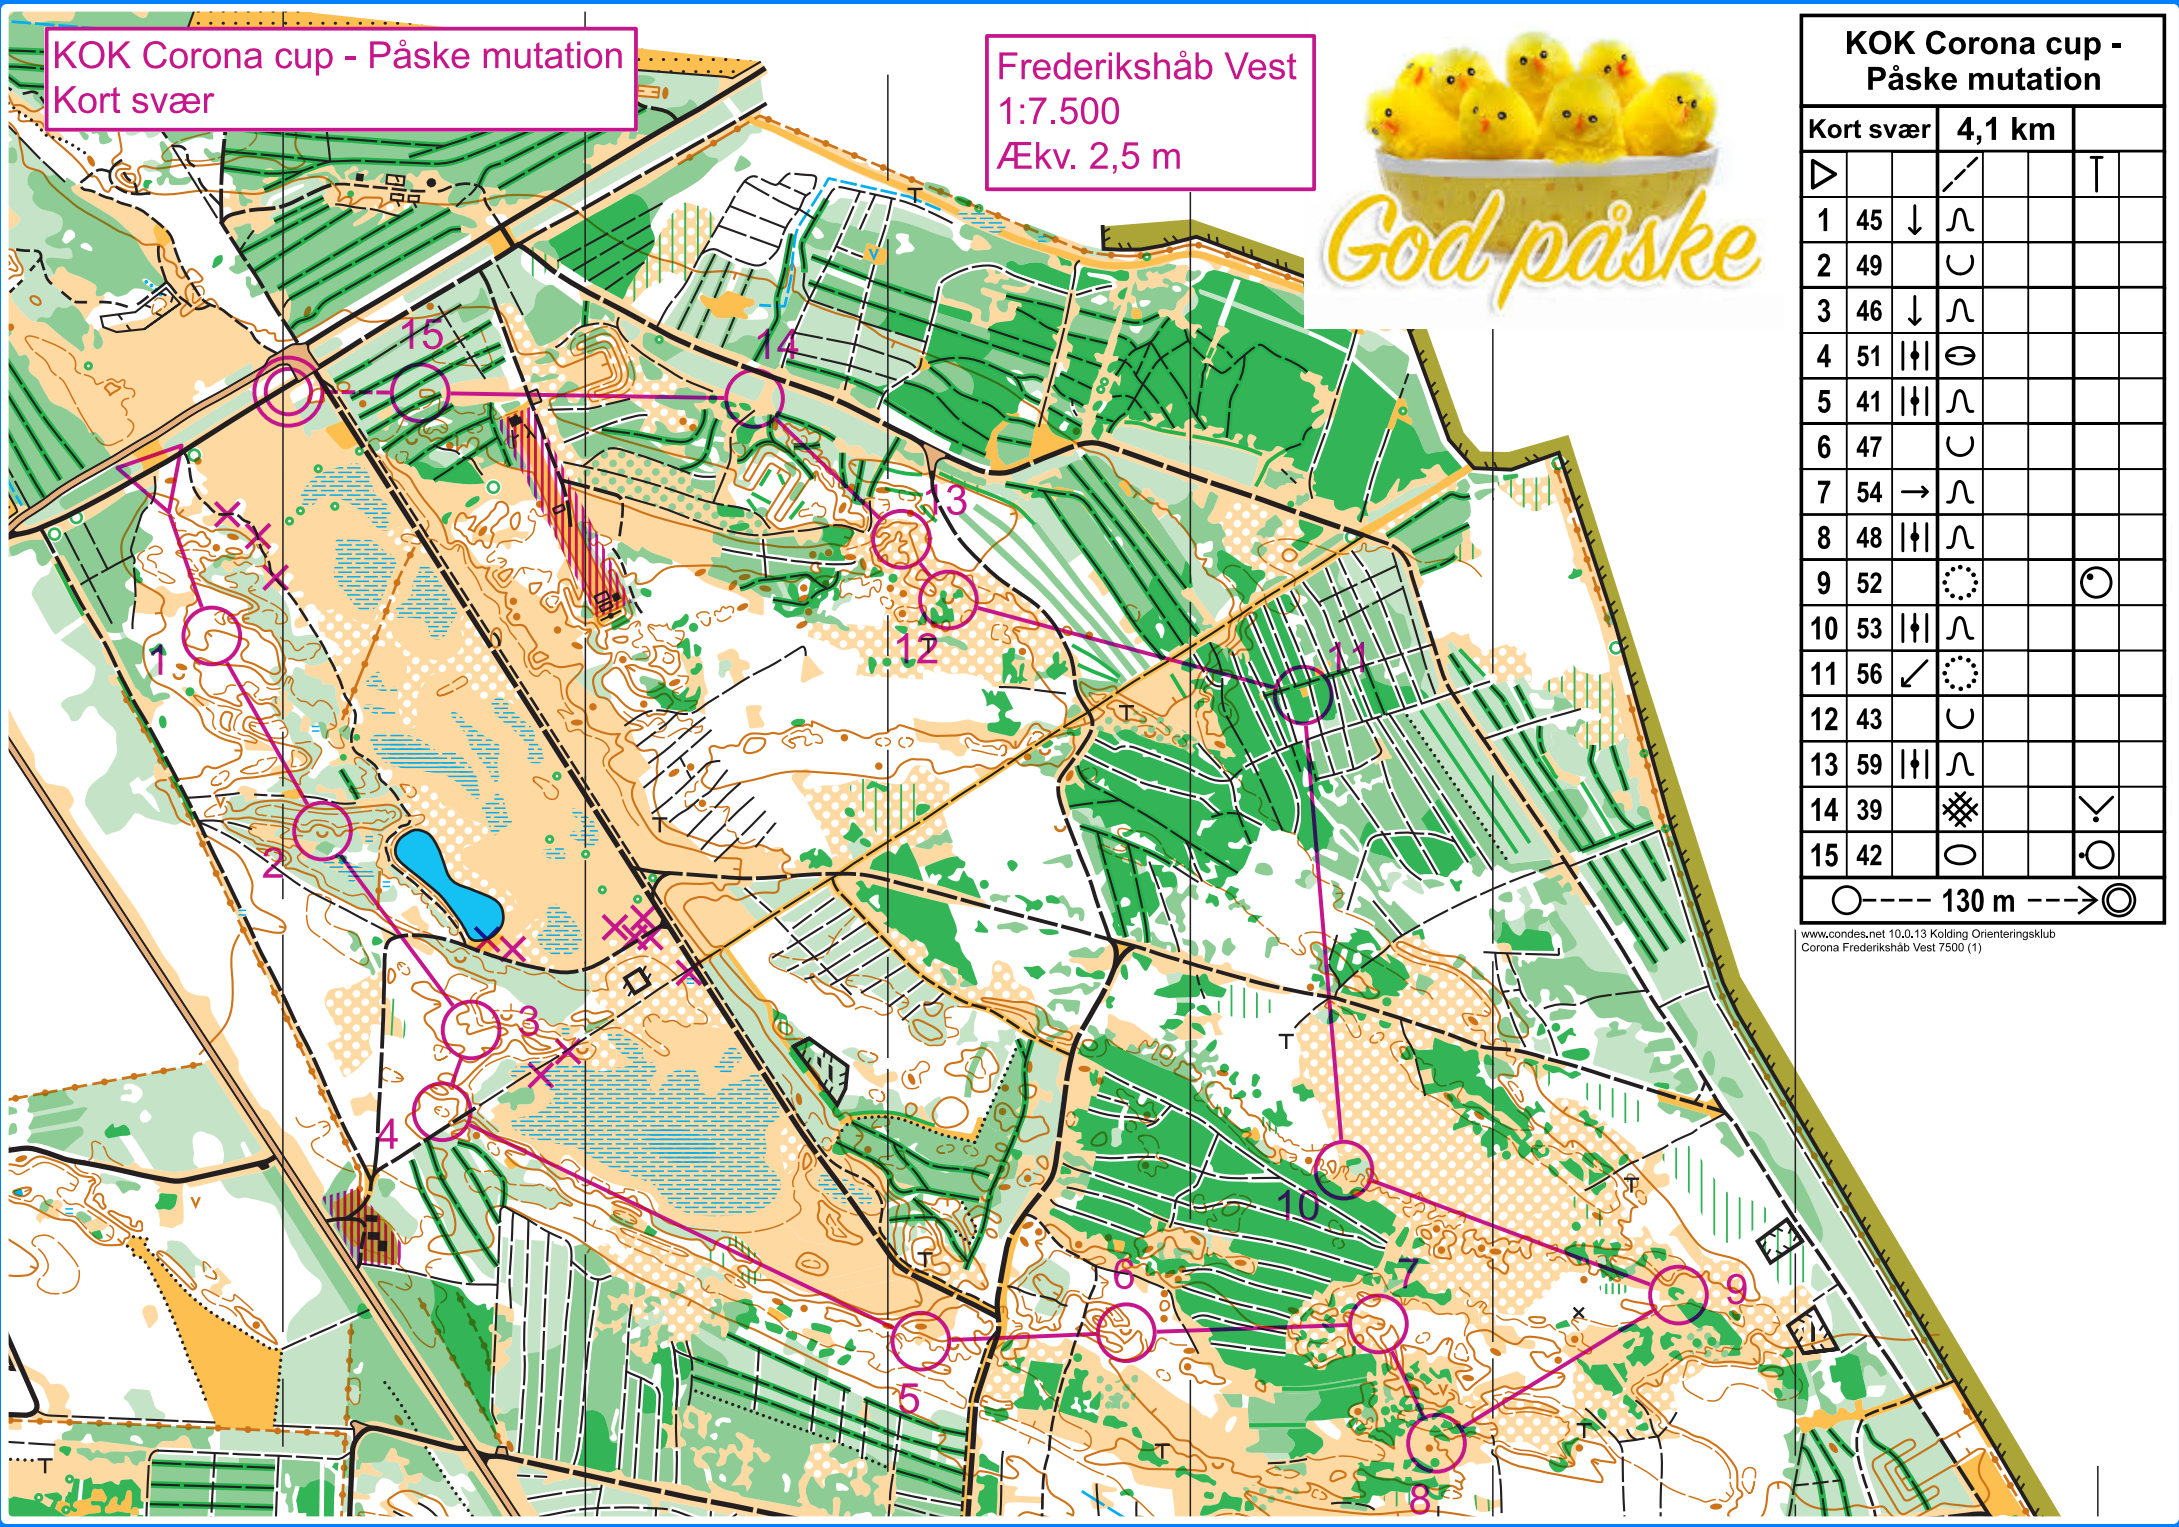 KOK Corona cup - Påske mutation
Kort svær
Frederikshåb Vest
1:7.500
Ækv. 2,5 m
God påske
KOK Corona cup -
Påske mutation
Kort svær 4,1 km
1 45
2 49
3 46
4 51
5 41
6 47
7 54
8 48
9 52
10 53
11 56
12 43
13 59
14 39
15 42
130 m
www.condes.net 10.0.13 Kolding Orienteringsklub
Corona Frederikshåb Vest 7500 (1)
15
14
13
12
11
1
2
3
4
10
9
7
6
5
8